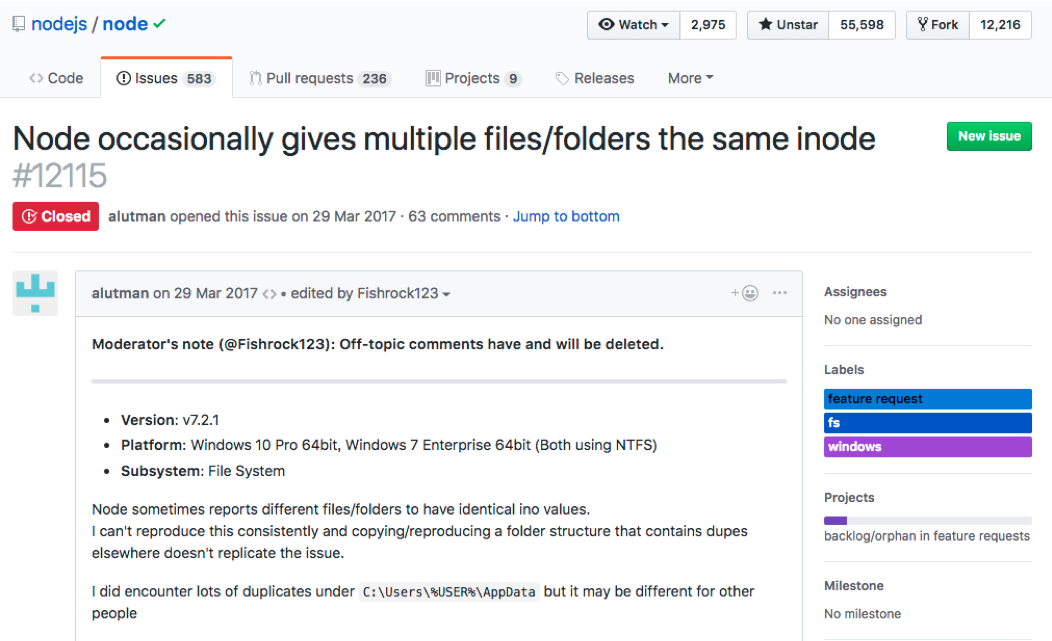 nodejs / node
Watch 2,975 Unstar 55,598 Fork 12,216
Code Issues 583 Pull requests 236 Projects 9 Releases More
Node occasionally gives multiple files/folders the same inode
#12115
New issue
Closed alutman opened this issue on 29 Mar 2017 · 63 comments · Jump to bottom
alutman on 29 Mar 2017 <> • edited by Fishrock123
Moderator's note (@Fishrock123): Off-topic comments have and will be deleted.
• Version: v7.2.1
• Platform: Windows 10 Pro 64bit, Windows 7 Enterprise 64bit (Both using NTFS)
• Subsystem: File System
Node sometimes reports different files/folders to have identical ino values.
I can't reproduce this consistently and copying/reproducing a folder structure that contains dupes
elsewhere doesn't replicate the issue.
I did encounter lots of duplicates under C:\Users\%USER%\AppData but it may be different for other
people
Assignees
No one assigned
Labels
feature request
fs
windows
Projects
backlog/orphan in feature requests
Milestone
No milestone